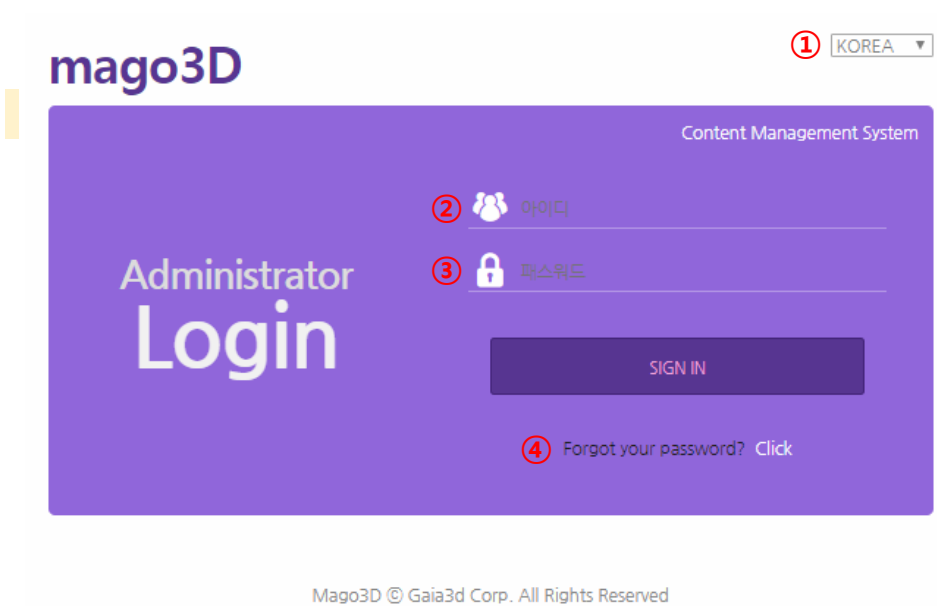 mago3D
① KOREA ▼
Content Management System
② 아이디
③ 패스워드
Administrator
Login
SIGN IN
④ Forgot your password? Click
Mago3D ⓒ Gaia3d Corp. All Rights Reserved